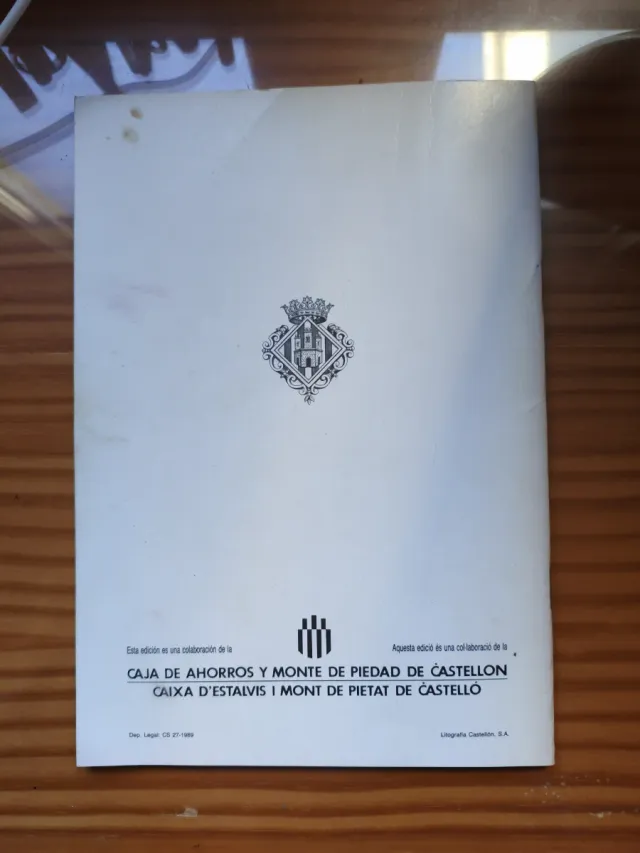 Esta edición es una colaboración de la
Aquesta edició és una col·laboració de la
CAJA DE AHORROS Y MONTE DE PIEDAD DE CASTELLON
CAIXA D'ESTALVIS I MONT DE PIETAT DE CASTELLÓ
Dep. Legal: CS 27-1989
Litografía Castellón, S.A.